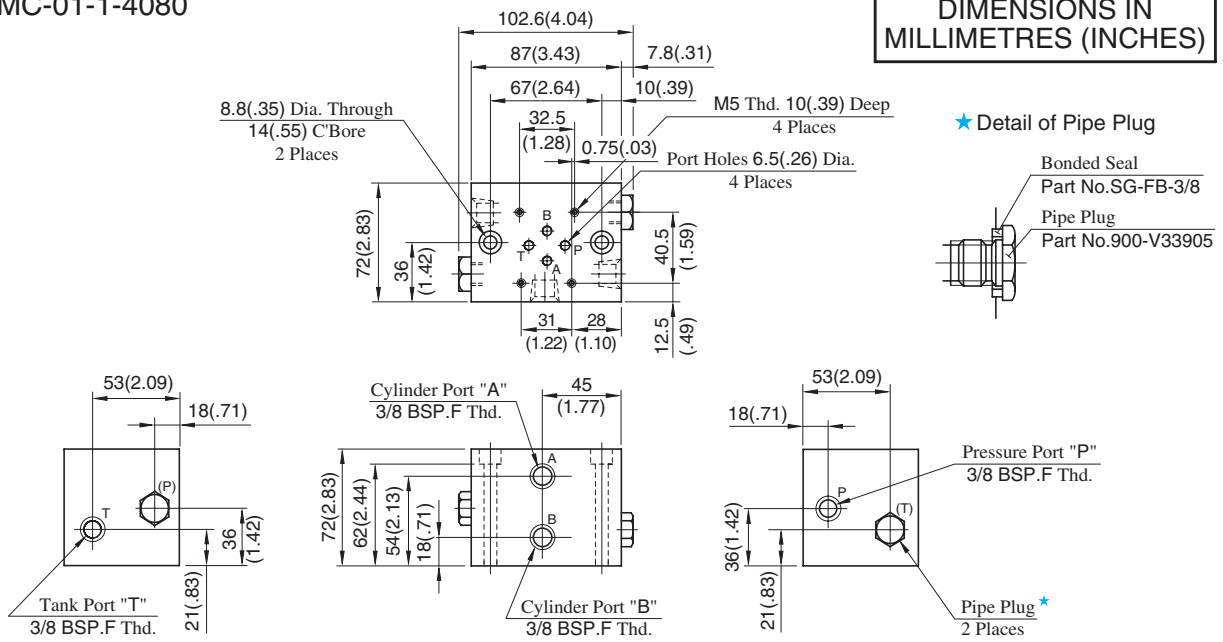 MC-01-1-4080
DIMENSIONS IN
MILLIMETRES (INCHES)
102.6(4.04)
87(3.43)
7.8(.31)
67(2.64)
10(.39)
8.8(.35) Dia. Through
14(.55) C'Bore
2 Places
32.5
(1.28)
M5 Thd. 10(.39) Deep
4 Places
0.75(.03)
Port Holes 6.5(.26) Dia.
4 Places
72(2.83)
36
(1.42)
B
T
P
A
40.5
(1.59)
31
(1.22)
28
(1.10)
12.5
(.49)
★ Detail of Pipe Plug
Bonded Seal
Part No.SG-FB-3/8
Pipe Plug
Part No.900-V33905
53(2.09)
18(.71)
(P)
T
36
(1.42)
21(.83)
Tank Port "T"
3/8 BSP.F Thd.
Cylinder Port "A"
3/8 BSP.F Thd.
45
(1.77)
A
B
72(2.83)
62(2.44)
54(2.13)
18(.71)
Cylinder Port "B"
3/8 BSP.F Thd.
53(2.09)
18(.71)
P
(T)
Pressure Port "P"
3/8 BSP.F Thd.
36(1.42)
21(.83)
Pipe Plug ★
2 Places